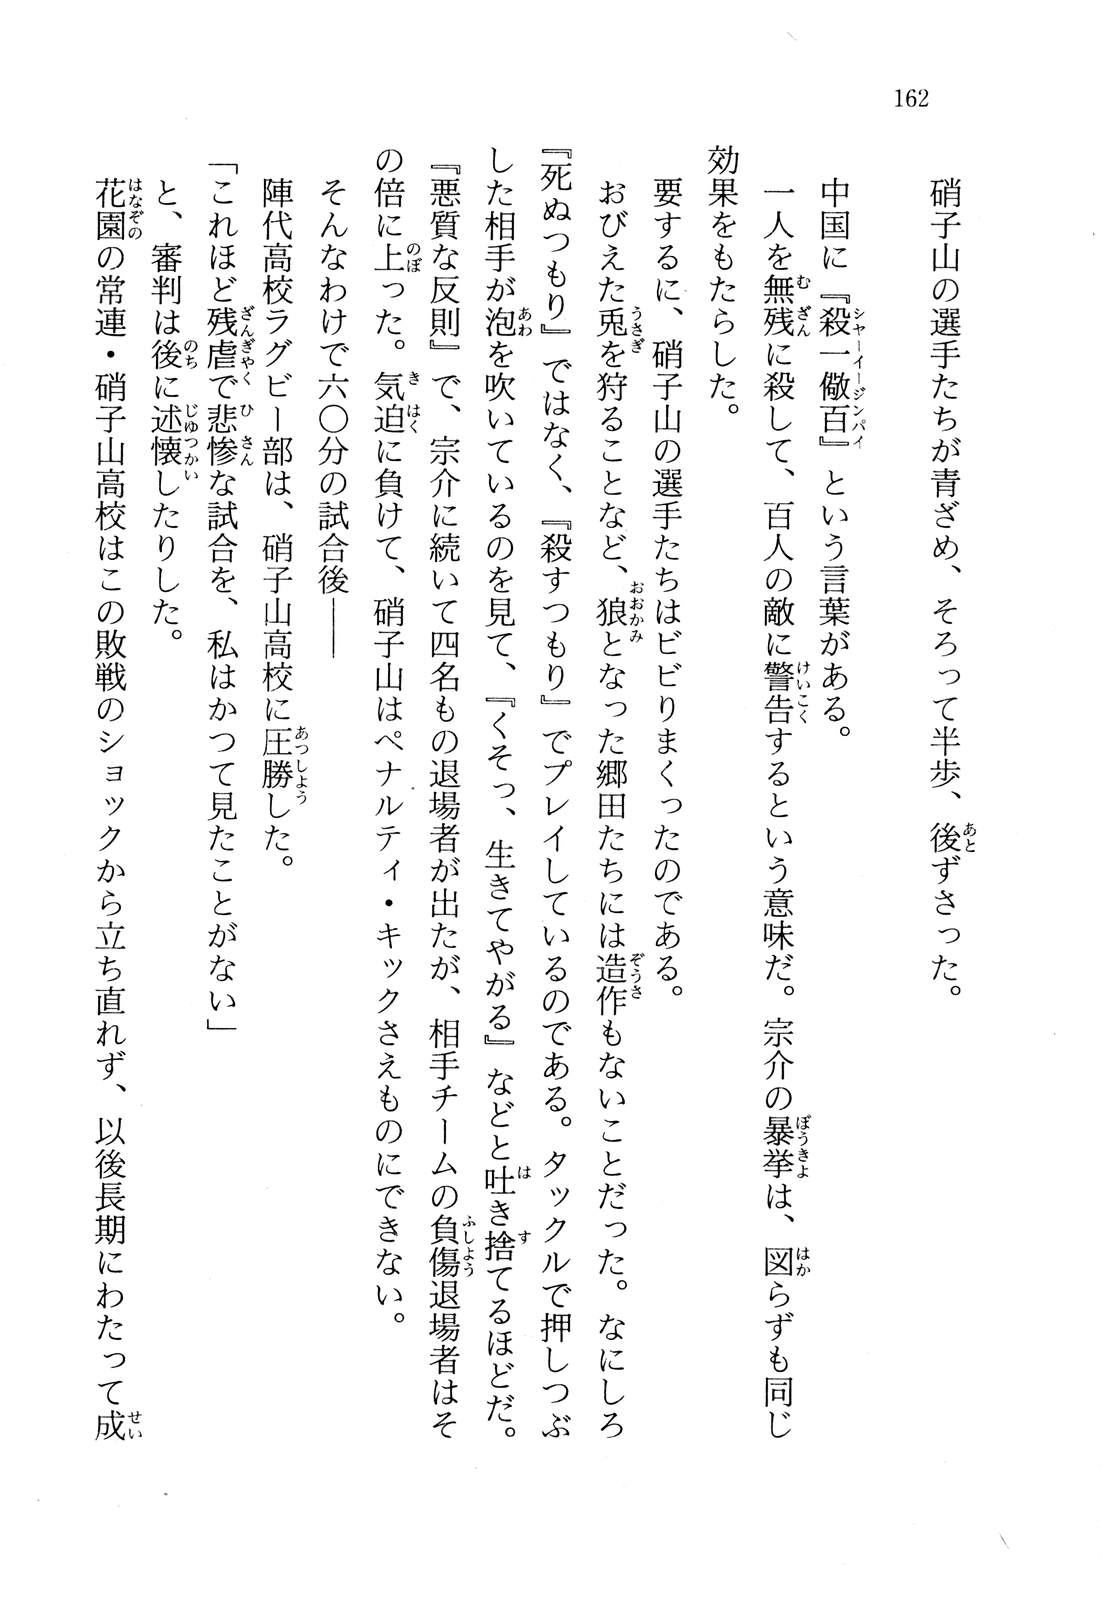 162
硝子山の選手たちが青ざめ、そろって半歩、後ずさった。
中国に『殺一儆百』という言葉がある。
一人を無残に殺して、百人の敵に警告するという意味だ。宗介の暴挙は、図らずも同じ
効果をもたらした。
要するに、硝子山の選手たちはビビりまくったのである。
おびえた兎を狩ることなど、狼となった郷田たちには造作もないことだった。なにしろ
『死ぬつもり』ではなく、『殺すつもり』でプレイしているのである。タックルで押しつぶ
した相手が泡を吹いているのを見て、『くそっ、生きてやがる』などと吐き捨てるほどだ。
『悪質な反則』で、宗介に続いて四名もの退場者が出たが、相手チームの負傷退場者はそ
の倍に上った。気迫に負けて、硝子山はペナルティ・キックさえものにできない。
そんなわけで六〇分の試合後――
陣代高校ラグビー部は、硝子山高校に圧勝した。
「これほど残虐で悲惨な試合を、私はかつて見たことがない」
と、審判は後に述懐したりした。
花園の常連・硝子山高校はこの敗戦のショックから立ち直れず、以後長期にわたって成